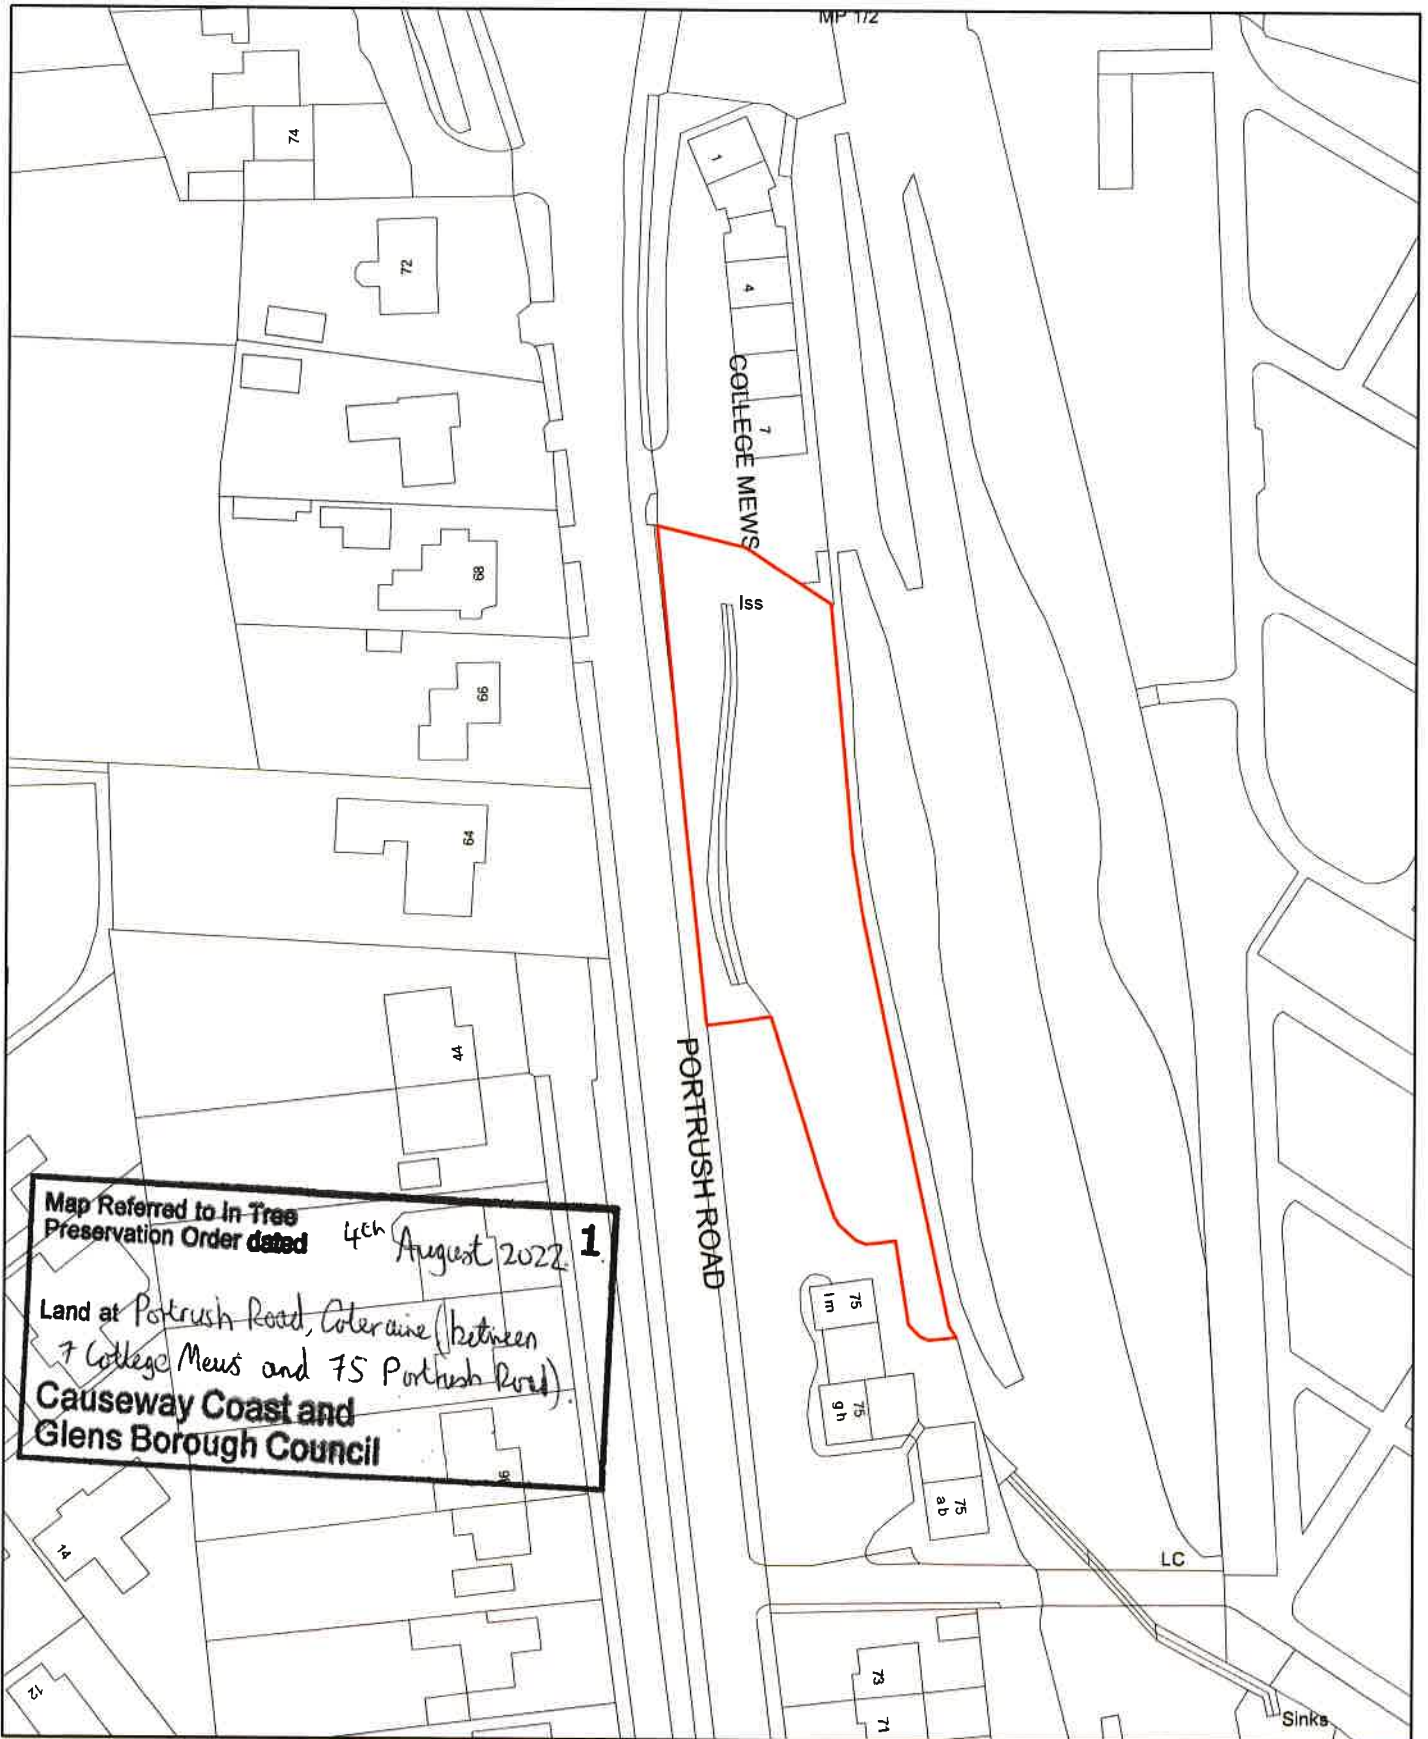 MP 1/2
74
1
72
4
COLLEGE MEWS
7
68
Iss
66
64
44
PORTRUSH ROAD
Map Referred to in Tree
Preservation Order dated 4th August 2022. 1
Land at Portrush Road, Coleraine (between
7 College Mews and 75 Portrush Road).
Causeway Coast and
Glens Borough Council
75
l m
75
g h
75
a b
36
14
LC
12
73
71
Sinks